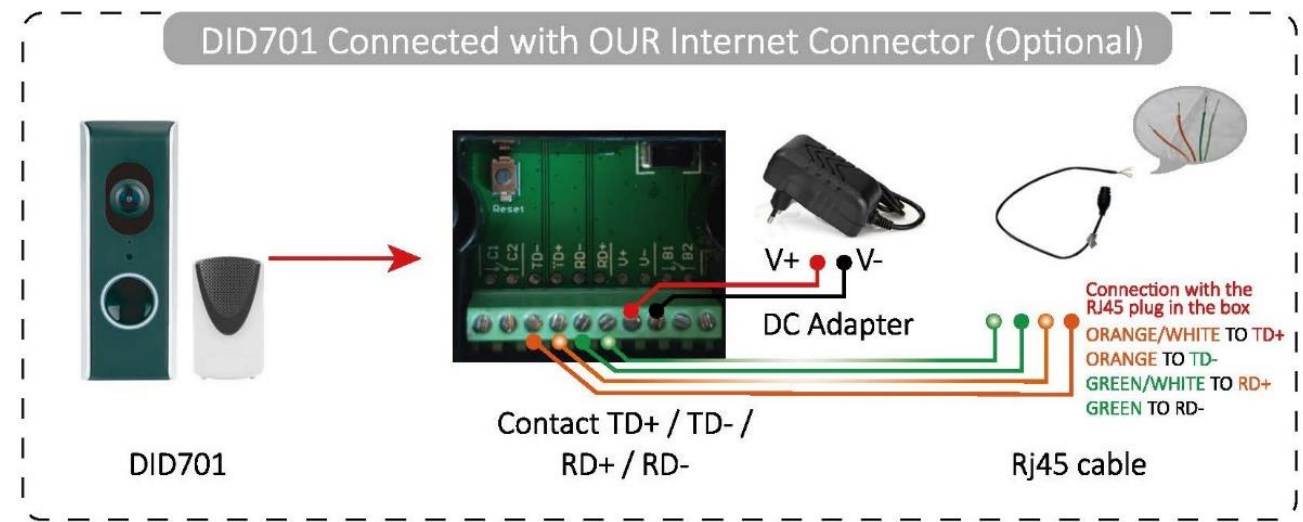 DID701 Connected with OUR Internet Connector (Optional)
Reset
C1
C2
TD-
TD+
RD-
RD+
V+
V-
B1
B2
V+
V-
DC Adapter
Connection with the
RJ45 plug in the box
ORANGE/WHITE TO TD+
ORANGE TO TD-
GREEN/WHITE TO RD+
GREEN TO RD-
Contact TD+ / TD- /
RD+ / RD-
DID701
Rj45 cable